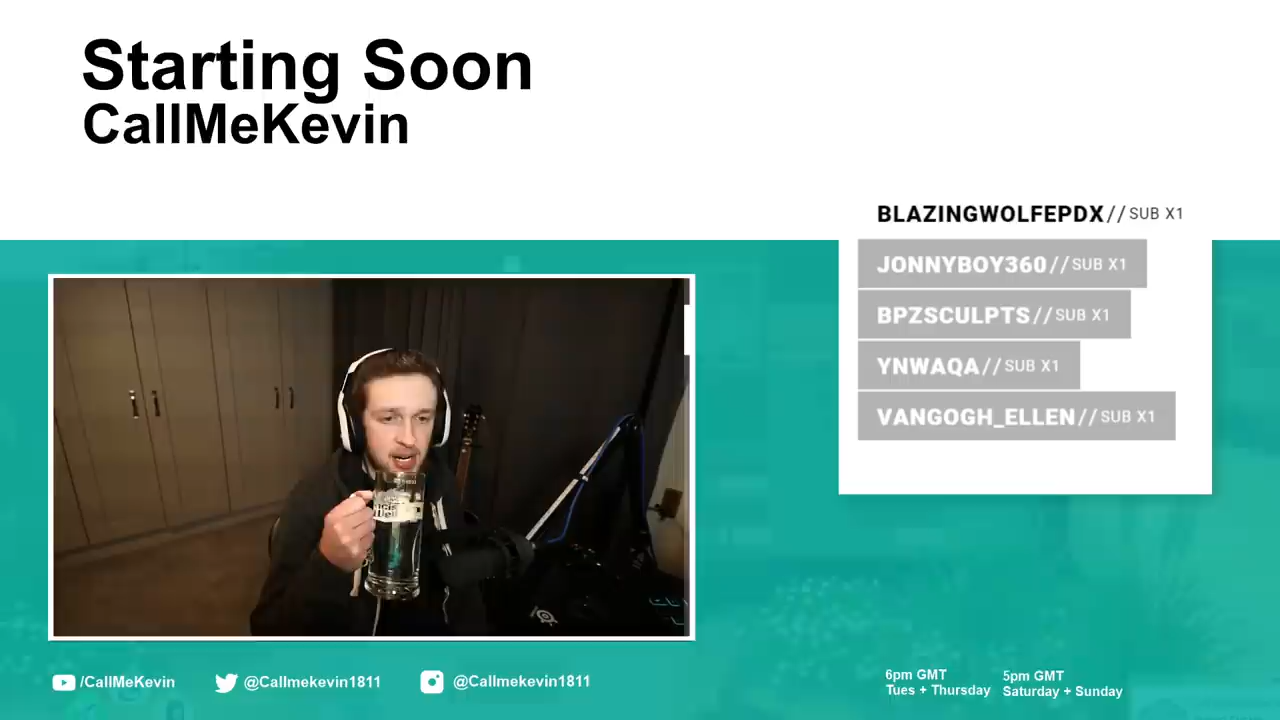 Starting Soon
CallMeKevin
BLAZINGWOLFEPDX// SUB X1
JONNYBOY360// SUB X1
BPZSCULPTS// SUB X1
YNWAQA// SUB X1
VANGOGH_ELLEN// SUB X1
/CallMeKevin
@Callmekevin1811
@Callmekevin1811
6pm GMT
Tues + Thursday
5pm GMT
Saturday + Sunday